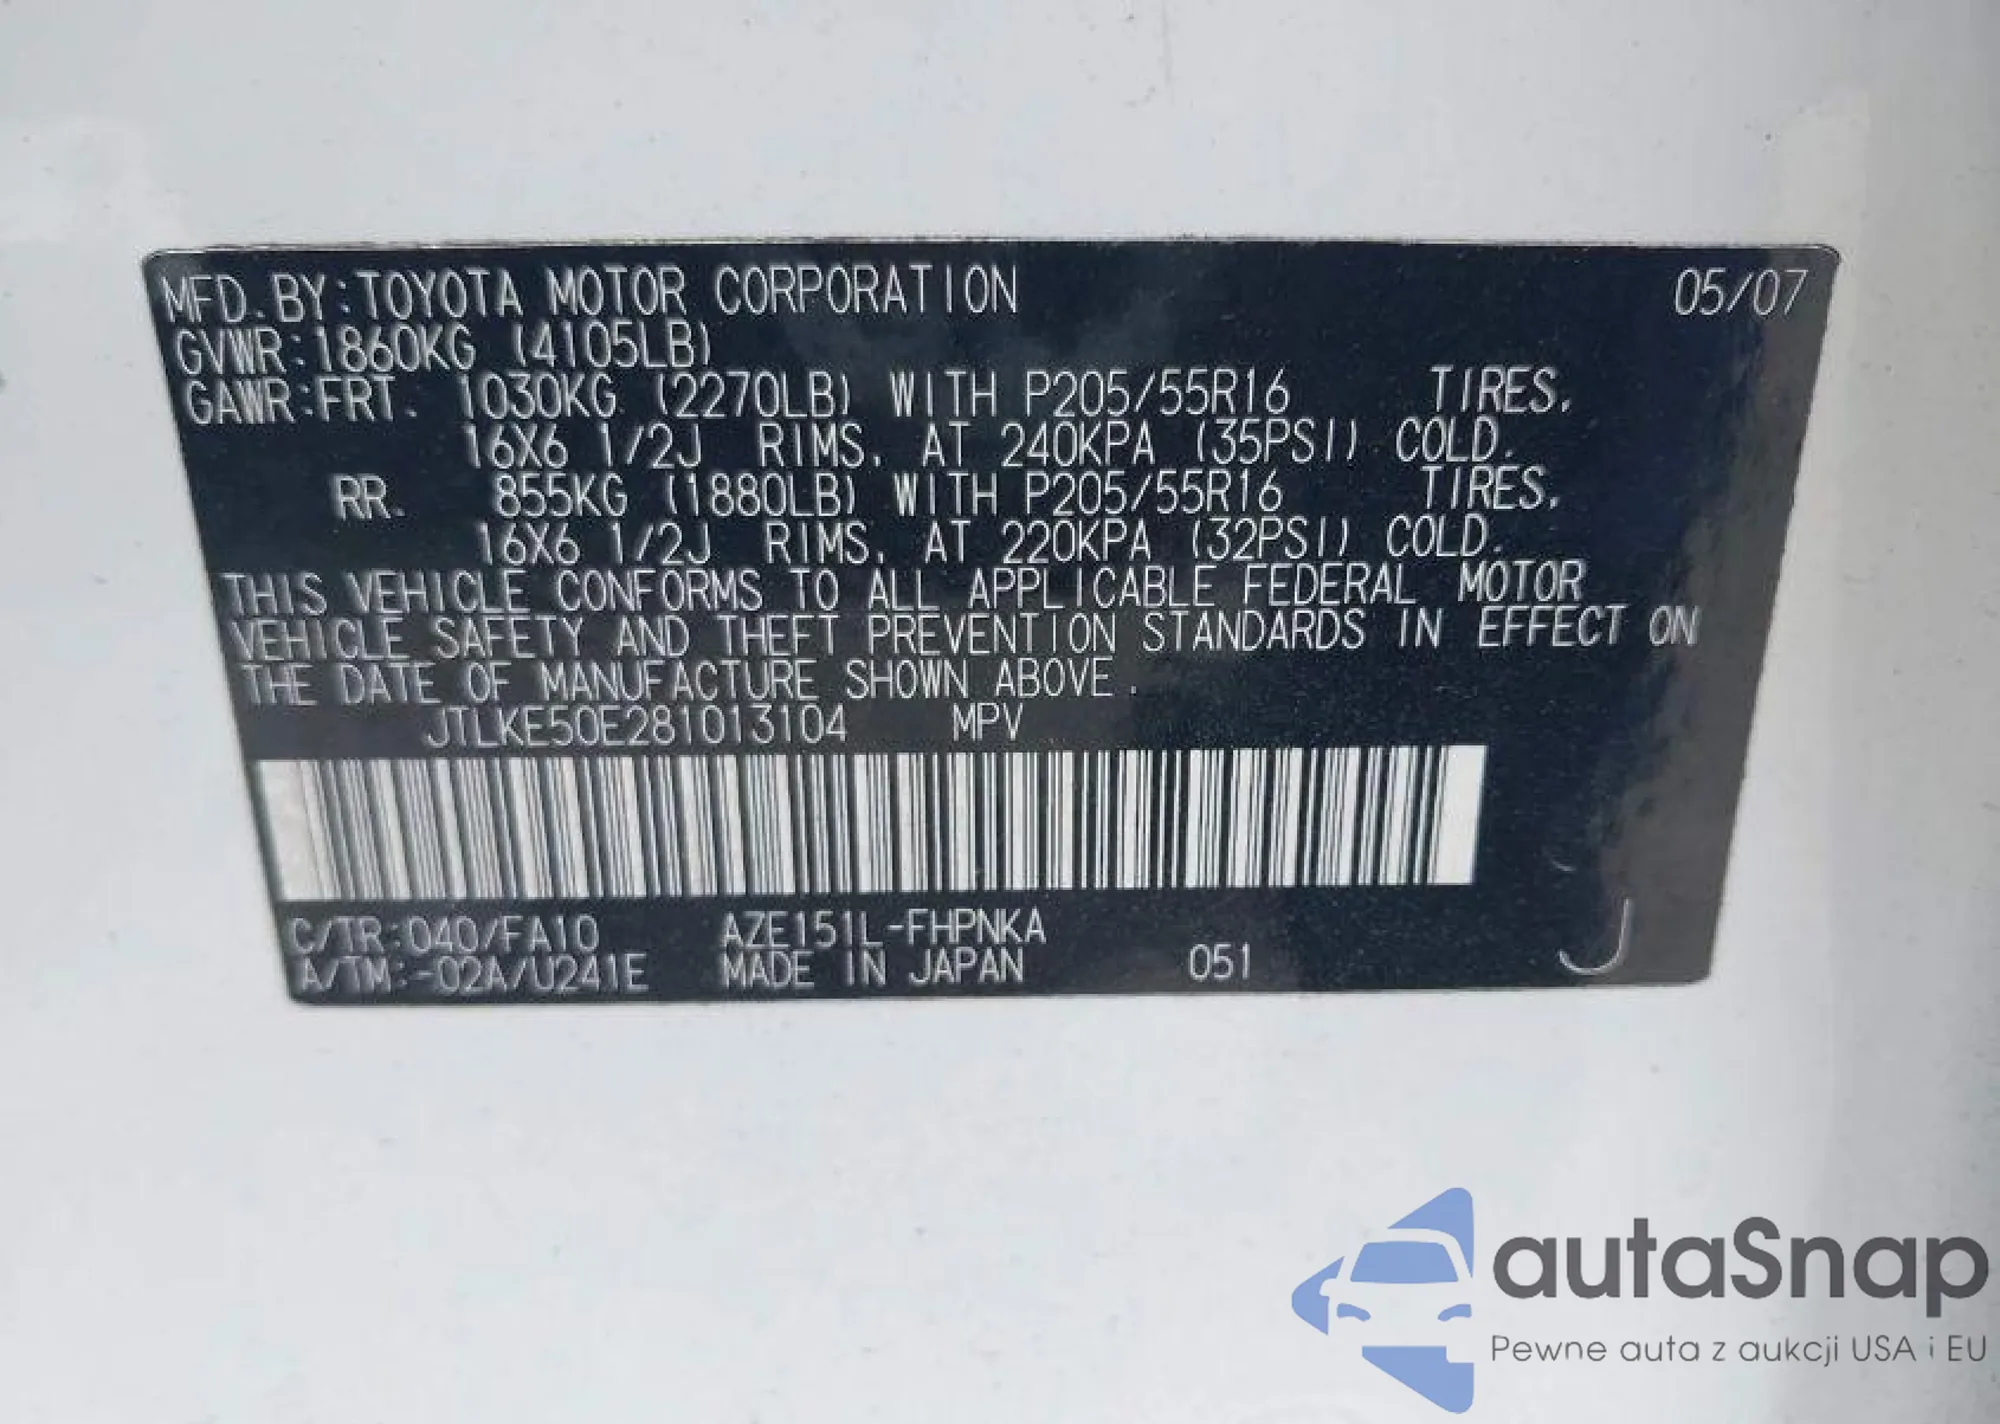 MFD. BY:TOYOTA MOTOR CORPORATION 05/07
GVWR:1860KG (4105LB)
GAWR:FRT. 1030KG (2270LB) WITH P205/55R16 TIRES,
16X6 1/2J RIMS, AT 240KPA (35PSI) COLD.
RR. 855KG (1880LB) WITH P205/55R16 TIRES,
16X6 1/2J RIMS, AT 220KPA (32PSI) COLD.
THIS VEHICLE CONFORMS TO ALL APPLICABLE FEDERAL MOTOR
VEHICLE SAFETY AND THEFT PREVENTION STANDARDS IN EFFECT ON
THE DATE OF MANUFACTURE SHOWN ABOVE.
JTLKE50E281013104 MPV
C/TR:040/FA10 AZE151L-FHPNKA
A/TM:-02A/U241E MADE IN JAPAN 051 J
autaSnap
Pewne auta z aukcji USA i EU